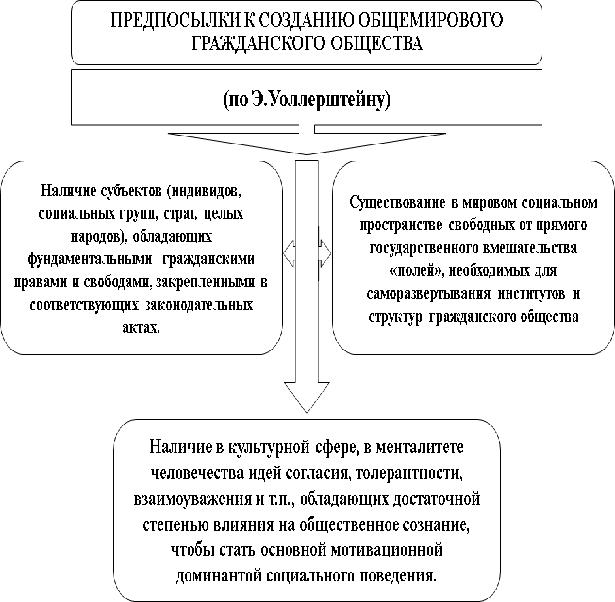 ПРЕДПОСЫЛКИ К СОЗДАНИЮ ОБЩЕМИРОВОГО
ГРАЖДАНСКОГО ОБЩЕСТВА
(по Э.Уоллерштейну)
Наличие субъектов (индивидов,
социальных групп, страт, целых
народов), обладающих
фундаментальными гражданскими
правами и свободами, закрепленными в
соответствующих законодательных
актах.
Существование в мировом социальном
пространстве свободных от прямого
государственного вмешательства
«полей», необходимых для
саморазвертывания институтов и
структур гражданского общества
Наличие в культурной сфере, в менталитете
человечества идей согласия, толерантности,
взаимоуважения и т.п., обладающих достаточной
степенью влияния на общественное сознание,
чтобы стать основной мотивационной
доминантой социального поведения.